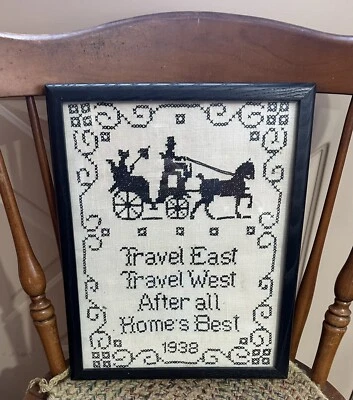 Travel East
Travel West
After all
Home's Best
1938